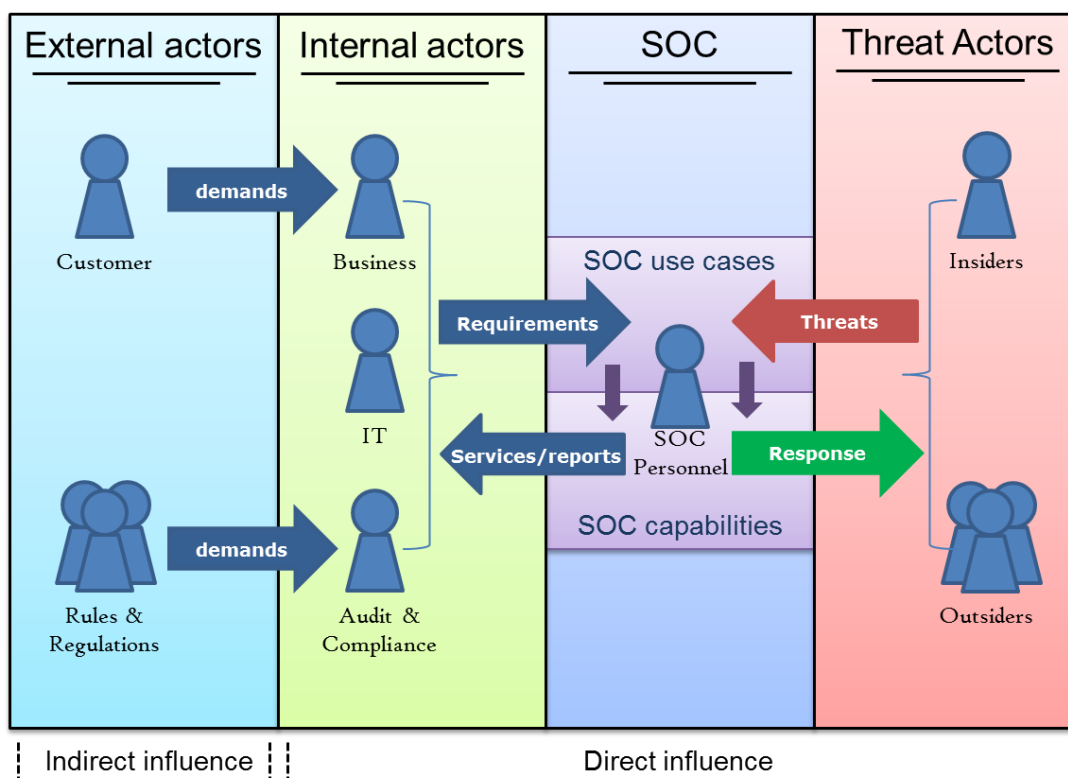 External actors
Internal actors
SOC
Threat Actors
demands
Customer
Business
Insiders
SOC use cases
Requirements
Threats
IT
SOC
Personnel
Services/reports
Response
SOC capabilities
demands
Rules &
Regulations
Audit &
Compliance
Outsiders
Indirect influence
Direct influence